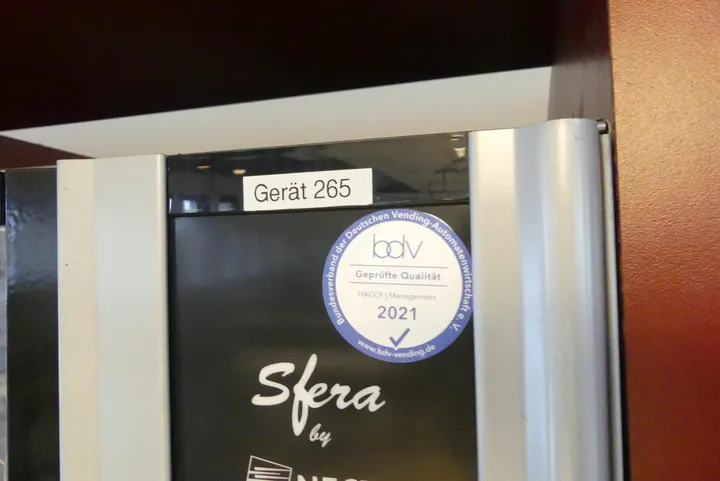 Gerät 265
Bundesverband der Deutschen Vending-Automatenwirtschaft e. V.
bdv
Geprüfte Qualität
HACCP | Management
2021
www.bdv-vending.de
Sfera
by